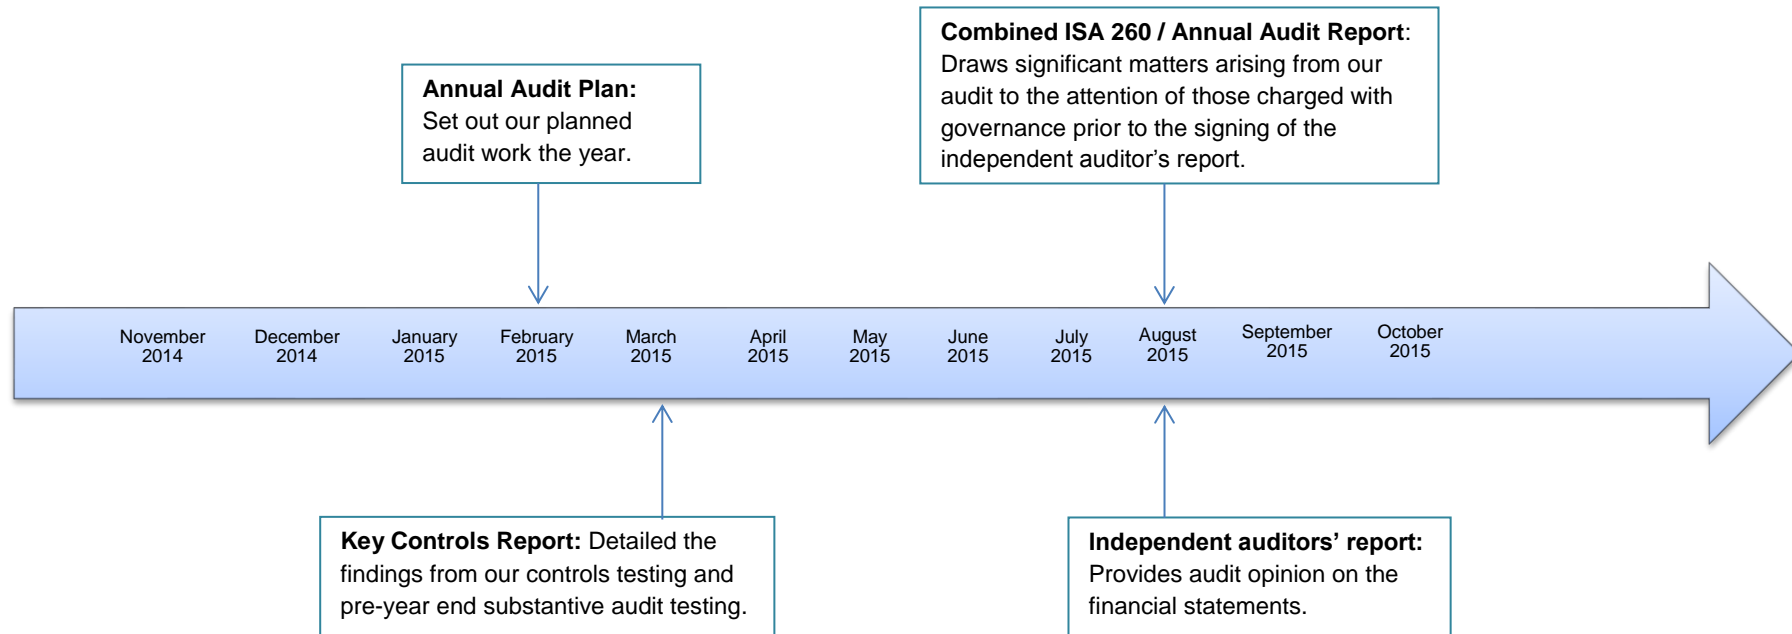 Annual Audit Plan:
Set out our planned
audit work the year.
Combined ISA 260 / Annual Audit Report:
Draws significant matters arising from our
audit to the attention of those charged with
governance prior to the signing of the
independent auditor’s report.
November
2014
December
2014
January
2015
February
2015
March
2015
April
2015
May
2015
June
2015
July
2015
August
2015
September
2015
October
2015
Key Controls Report: Detailed the
findings from our controls testing and
pre-year end substantive audit testing.
Independent auditors’ report:
Provides audit opinion on the
financial statements.